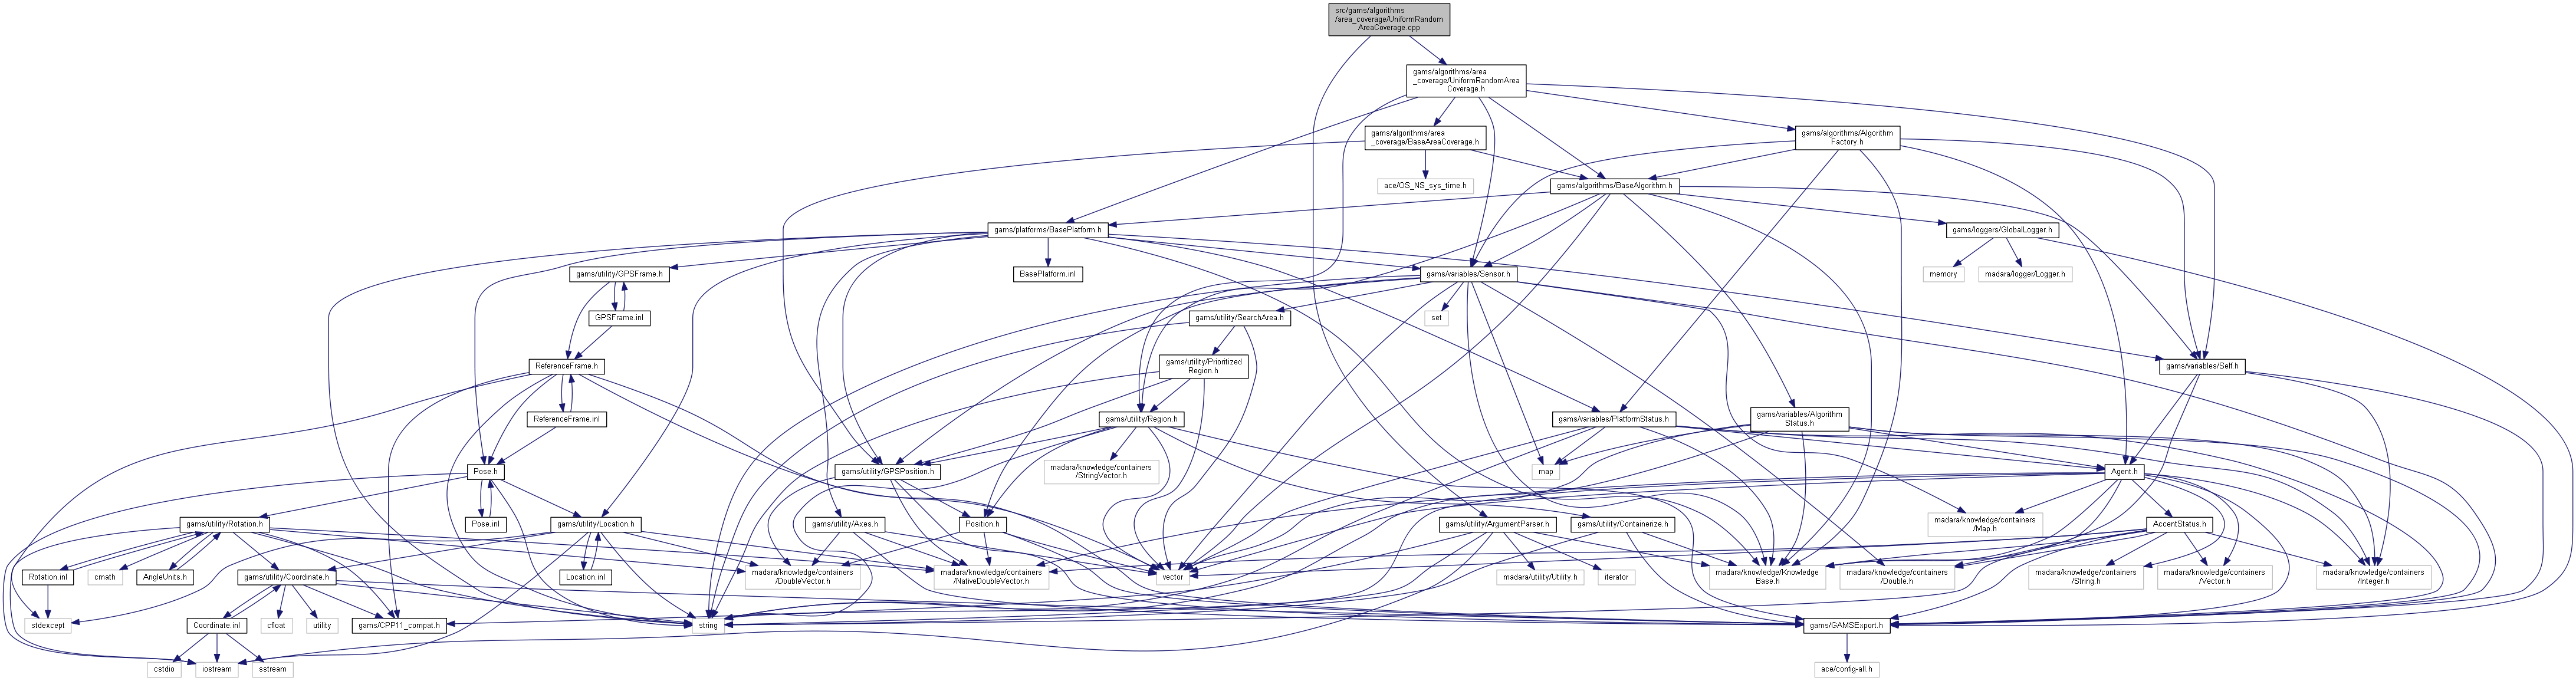 src/gams/algorithms
/area_coverage/UniformRandom
AreaCoverage.cpp
gams/algorithms/area
_coverage/UniformRandomArea
Coverage.h
gams/algorithms/area
_coverage/BaseAreaCoverage.h
gams/algorithms/Algorithm
Factory.h
ace/OS_NS_sys_time.h
gams/algorithms/BaseAlgorithm.h
gams/platforms/BasePlatform.h
gams/loggers/GlobalLogger.h
gams/utility/GPSFrame.h
BasePlatform.inl
gams/variables/Sensor.h
memory
madara/logger/Logger.h
GPSFrame.inl
gams/utility/SearchArea.h
set
ReferenceFrame.h
gams/utility/Prioritized
Region.h
gams/variables/Self.h
ReferenceFrame.inl
gams/utility/Region.h
gams/variables/PlatformStatus.h
gams/variables/Algorithm
Status.h
Pose.h
gams/utility/GPSPosition.h
madara/knowledge/containers
/StringVector.h
map
Agent.h
gams/utility/Rotation.h
Pose.inl
gams/utility/Location.h
gams/utility/Axes.h
Position.h
gams/utility/ArgumentParser.h
gams/utility/Containerize.h
madara/knowledge/containers
/Map.h
AccentStatus.h
Rotation.inl
cmath
AngleUnits.h
gams/utility/Coordinate.h
Location.inl
madara/knowledge/containers
/DoubleVector.h
madara/knowledge/containers
/NativeDoubleVector.h
vector
madara/utility/Utility.h
iterator
madara/knowledge/Knowledge
Base.h
madara/knowledge/containers
/Double.h
madara/knowledge/containers
/String.h
madara/knowledge/containers
/Vector.h
madara/knowledge/containers
/Integer.h
stdexcept
Coordinate.inl
cfloat
utility
gams/CPP11_compat.h
string
gams/GAMSExport.h
cstdio
iostream
sstream
ace/config-all.h